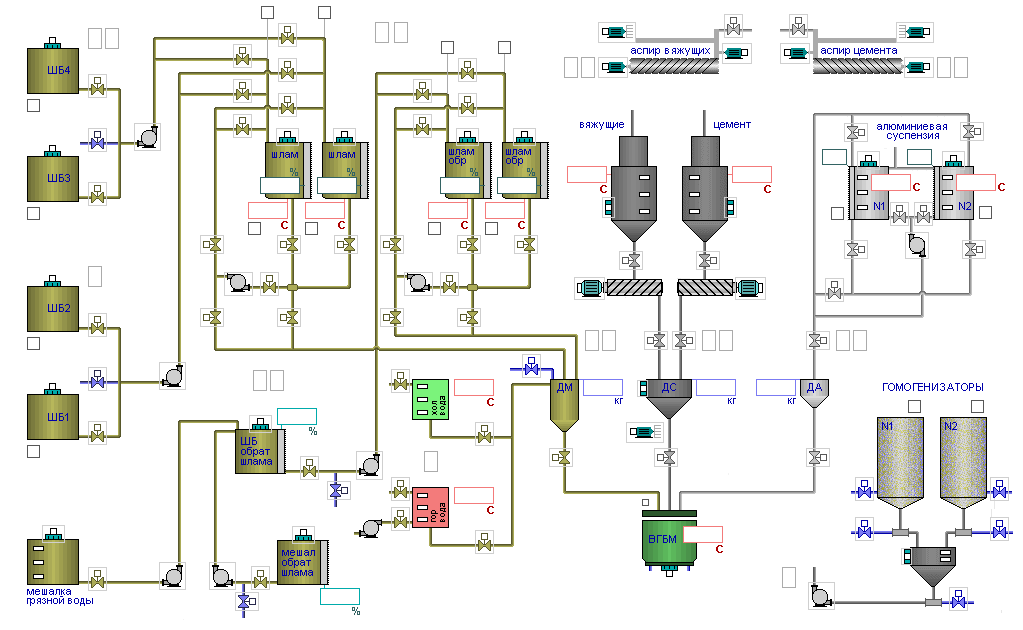 аспир вяжущих
аспир цемента
ШБ4
вяжущие
цемент
алюминиевая
суспензия
шлам
%
шлам
%
шлам
обр
шлам
обр
ШБ3
С
С
С
С
N1
С
N2
С
С
С
ШБ2
ШБ1
хол
вода
С
ДМ
кг
ДС
кг
кг
ДА
ГОМОГЕНИЗАТОРЫ
N1
N2
ШБ
обрат
шлама
%
гор
вода
С
ВГБМ
С
мешал
обрат
шлама
%
мешалка
грязной воды